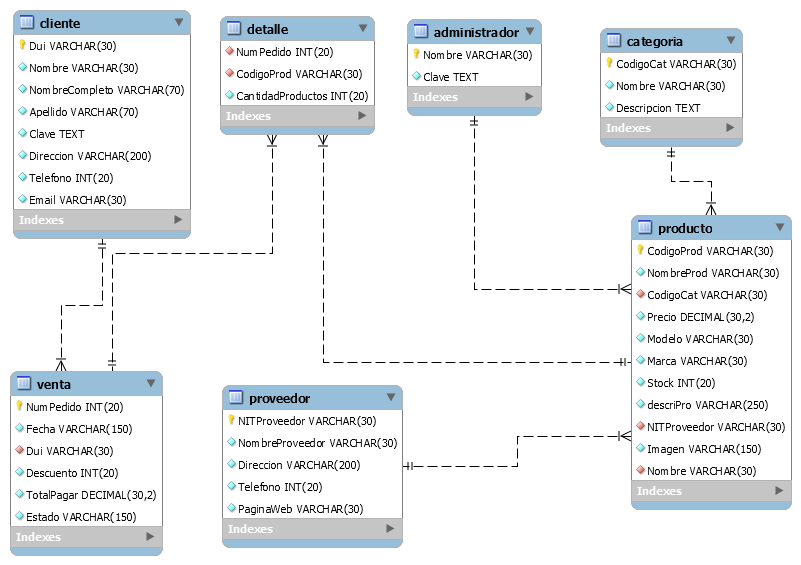 cliente
Dui VARCHAR(30)
Nombre VARCHAR(30)
NombreCompleto VARCHAR(70)
Apellido VARCHAR(70)
Clave TEXT
Direccion VARCHAR(200)
Telefono INT(20)
Email VARCHAR(30)
Indexes
detalle
NumPedido INT(20)
CodigoProd VARCHAR(30)
CantidadProductos INT(20)
Indexes
administrador
Nombre VARCHAR(30)
Clave TEXT
Indexes
categoria
CodigoCat VARCHAR(30)
Nombre VARCHAR(30)
Descripcion TEXT
Indexes
producto
CodigoProd VARCHAR(30)
NombreProd VARCHAR(30)
CodigoCat VARCHAR(30)
Precio DECIMAL(30,2)
Modelo VARCHAR(30)
Marca VARCHAR(30)
Stock INT(20)
descriPro VARCHAR(250)
NITProveedor VARCHAR(30)
Imagen VARCHAR(150)
Nombre VARCHAR(30)
Indexes
venta
NumPedido INT(20)
Fecha VARCHAR(150)
Dui VARCHAR(30)
Descuento INT(20)
TotalPagar DECIMAL(30,2)
Estado VARCHAR(150)
Indexes
proveedor
NITProveedor VARCHAR(30)
NombreProveedor VARCHAR(30)
Direccion VARCHAR(200)
Telefono INT(20)
PaginaWeb VARCHAR(30)
Indexes